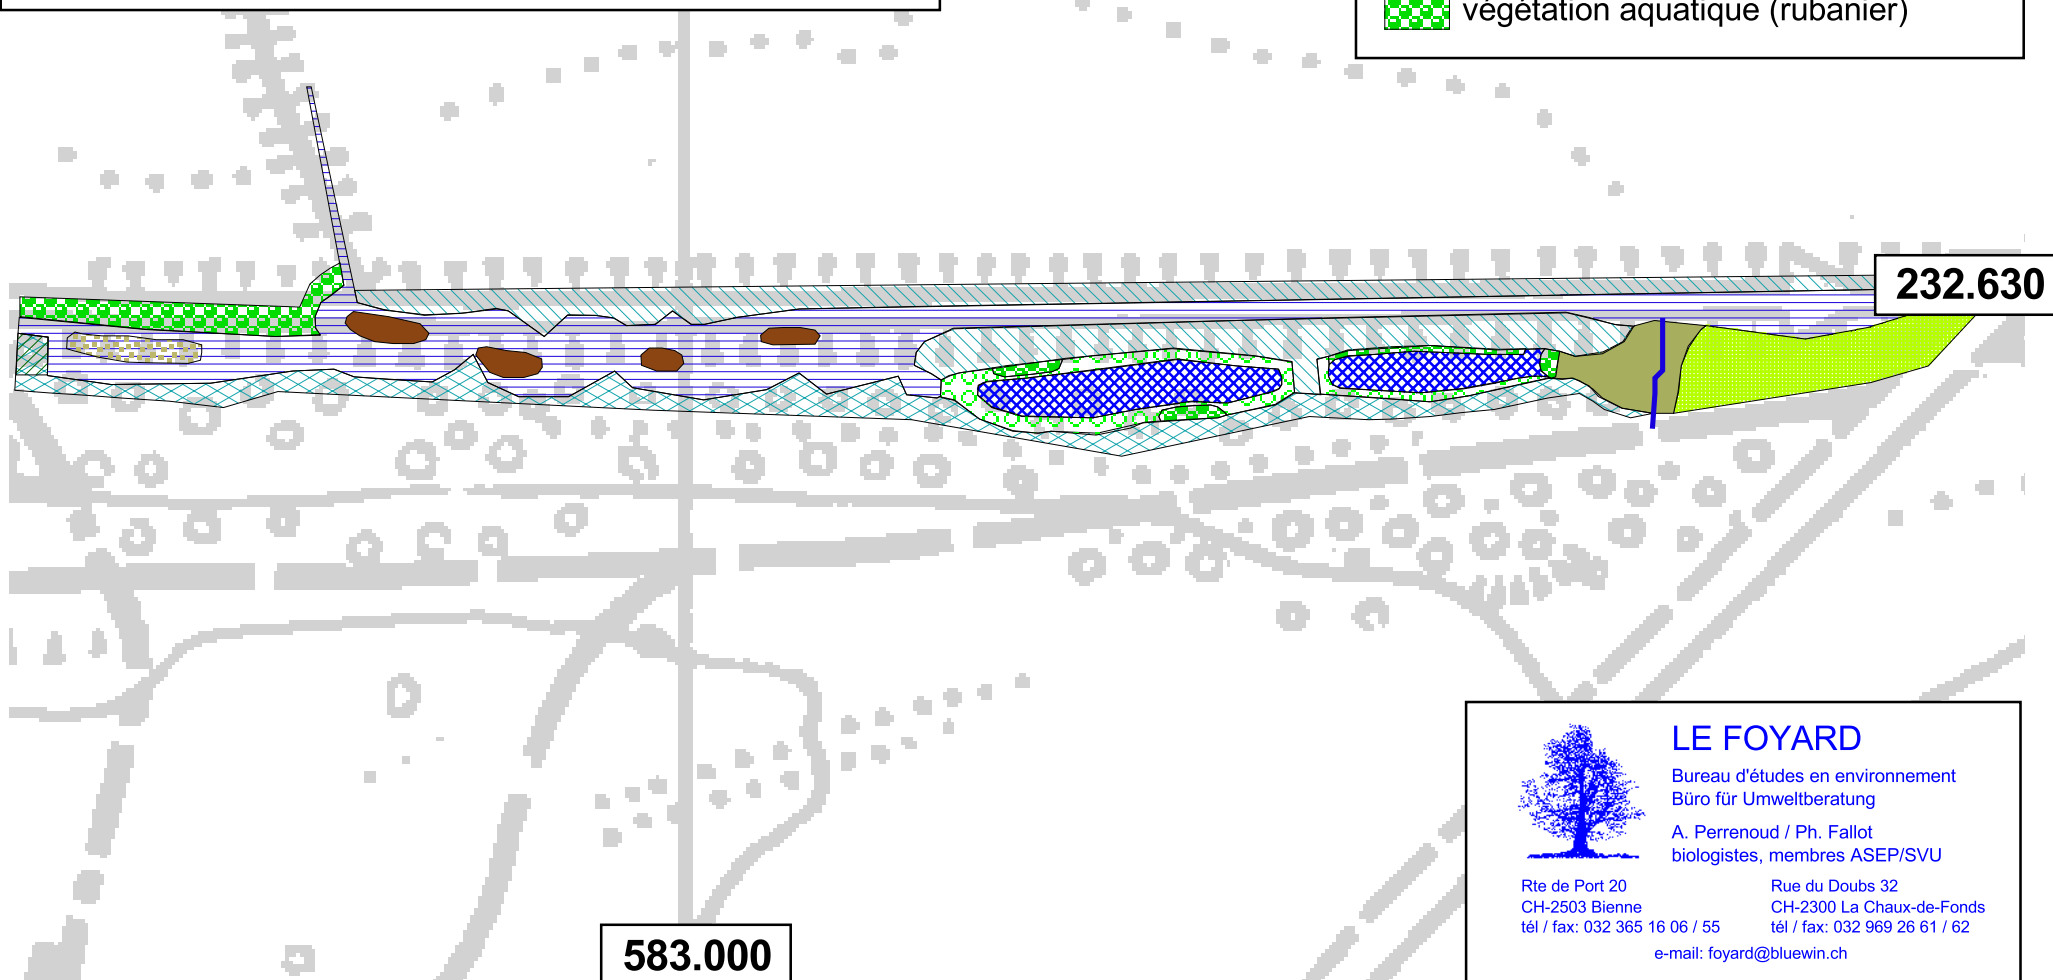 végétation aquatique (rubanier)
232.630
LE FOYARD
Bureau d'études en environnement
Büro für Umweltberatung
A. Perrenoud / Ph. Fallot
biologistes, membres ASEP/SVU
Rte de Port 20
CH-2503 Bienne
tél / fax: 032 365 16 06 / 55
Rue du Doubs 32
CH-2300 La Chaux-de-Fonds
tél / fax: 032 969 26 61 / 62
e-mail: foyard@bluewin.ch
583.000